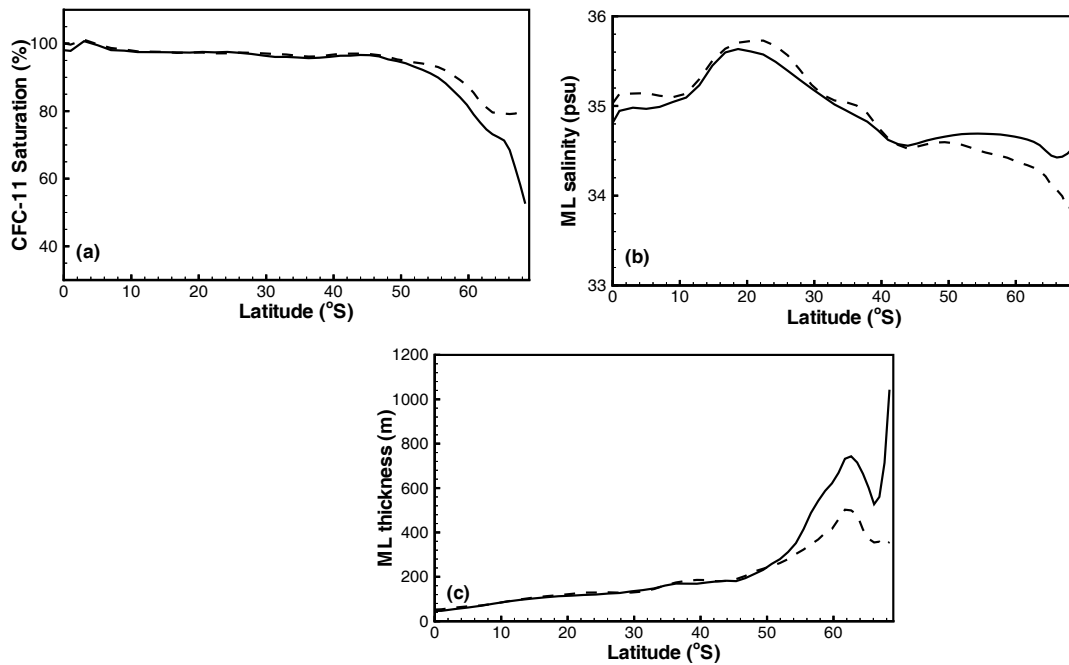 CFC-11 Saturation (%)
100
80
60
40
(a)
0 10 20 30 40 50 60
Latitude (°S)
ML salinity (psu)
36
35
34
33
(b)
0 10 20 30 40 50 60
Latitude (°S)
ML thickness (m)
1200
1000
800
600
400
200
0
(c)
0 10 20 30 40 50 60
Latitude (°S)